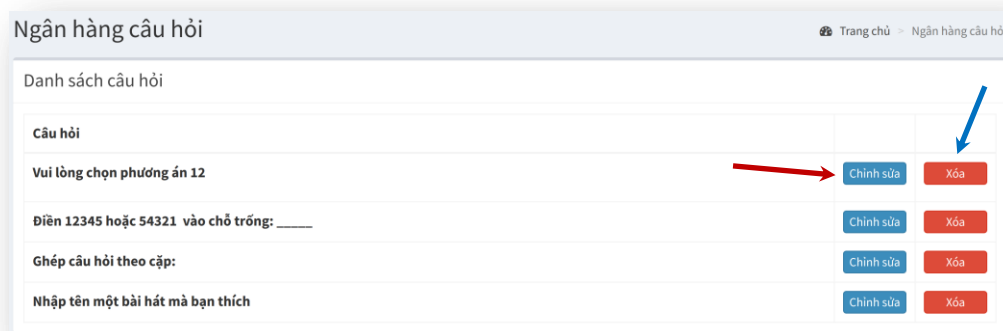 Ngân hàng câu hỏi
Trang chủ > Ngân hàng câu hỏ
Danh sách câu hỏi
Câu hỏi
Vui lòng chọn phương án 12 Chỉnh sửa Xóa
Điền 12345 hoặc 54321 vào chỗ trống: _____ Chỉnh sửa Xóa
Ghép câu hỏi theo cặp: Chỉnh sửa Xóa
Nhập tên một bài hát mà bạn thích Chỉnh sửa Xóa